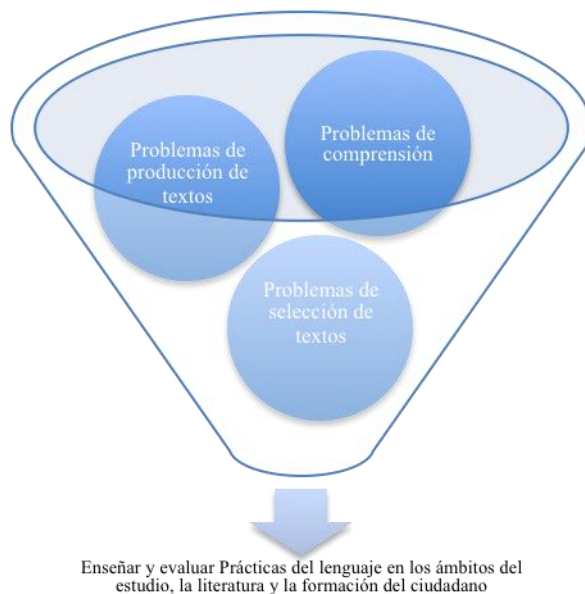 Problemas de
producción de
textos
Problemas de
comprensión
Problemas de
selección de
textos
Enseñar y evaluar Prácticas del lenguaje en los ámbitos del
estudio, la literatura y la formación del ciudadano